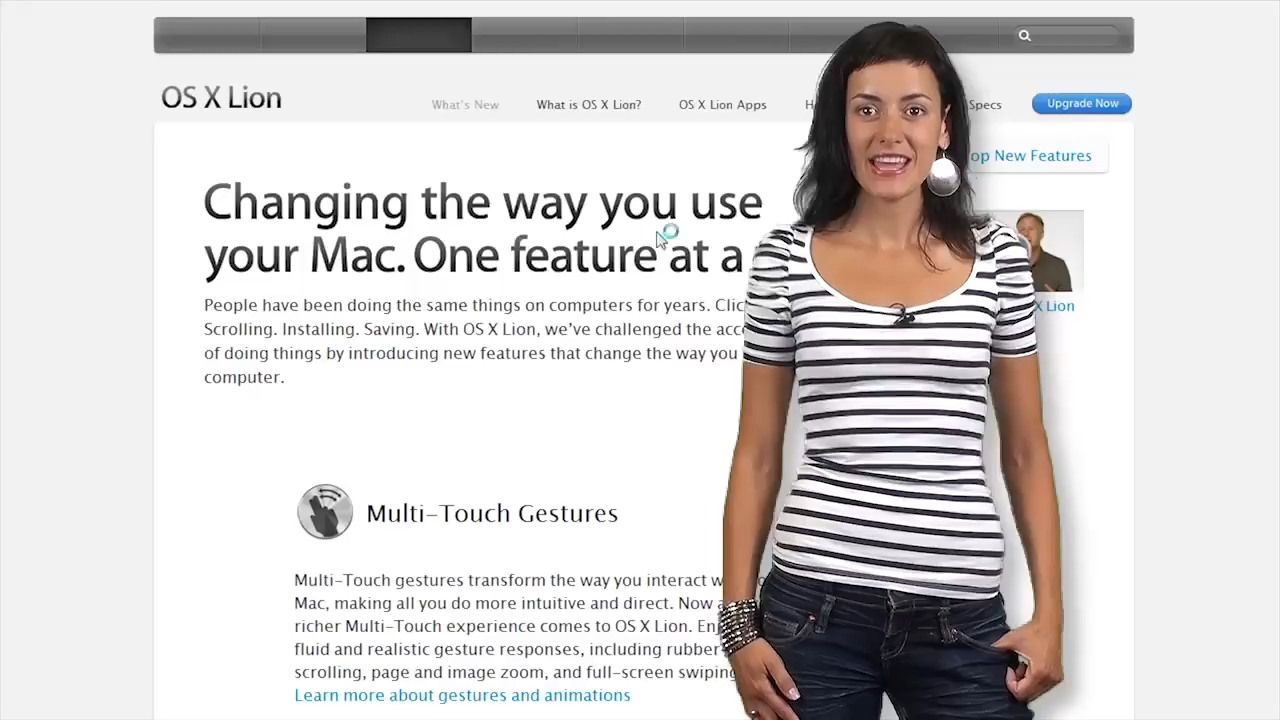 OS X Lion
What's New
What is OS X Lion?
OS X Lion Apps
H
Specs
Upgrade Now
op New Features
Changing the way you use
your Mac. One feature at a
X Lion
People have been doing the same things on computers for years. Clic
Scrolling. Installing. Saving. With OS X Lion, we've challenged the acc
of doing things by introducing new features that change the way you
computer.
Multi-Touch Gestures
Multi-Touch gestures transform the way you interact w
Mac, making all you do more intuitive and direct. Now a
richer Multi-Touch experience comes to OS X Lion. Enj
fluid and realistic gesture responses, including rubber
scrolling, page and image zoom, and full-screen swiping
Learn more about gestures and animations